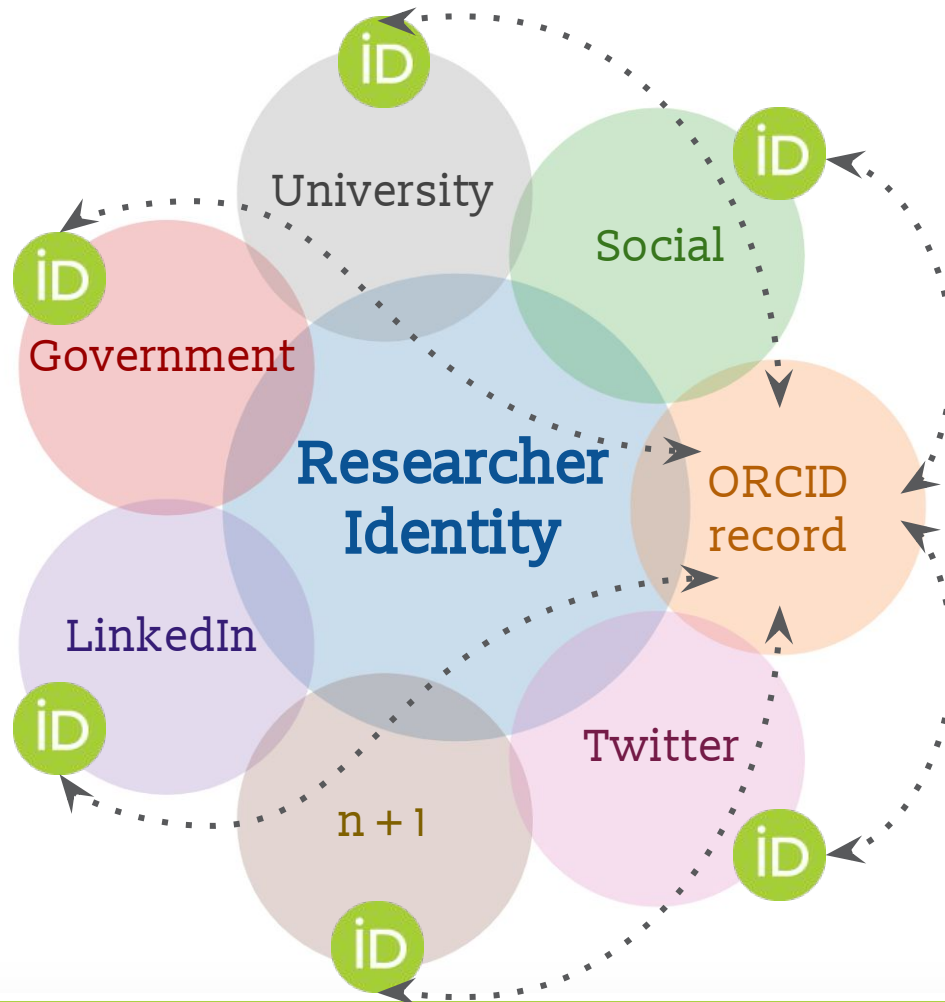 iD
iD
University
Social
iD
Government
Researcher
Identity
ORCID
record
LinkedIn
iD
Twitter
n + 1
iD
iD